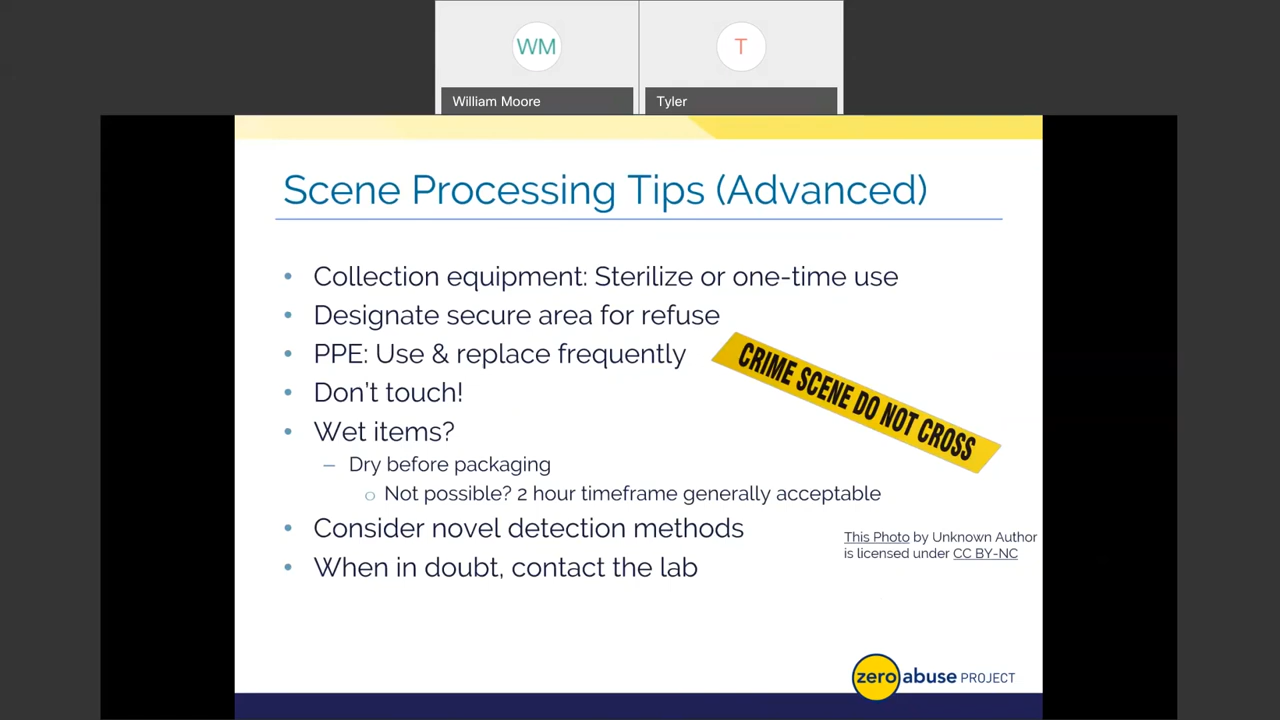 WM
T
William Moore
Tyler
Scene Processing Tips (Advanced)
• Collection equipment: Sterilize or one-time use
• Designate secure area for refuse
• PPE: Use & replace frequently
• Don't touch!
• Wet items?
– Dry before packaging
o Not possible? 2 hour timeframe generally acceptable
• Consider novel detection methods
• When in doubt, contact the lab
CRIME SCENE DO NOT CROSS
This Photo by Unknown Author
is licensed under CC BY-NC
zero abuse PROJECT